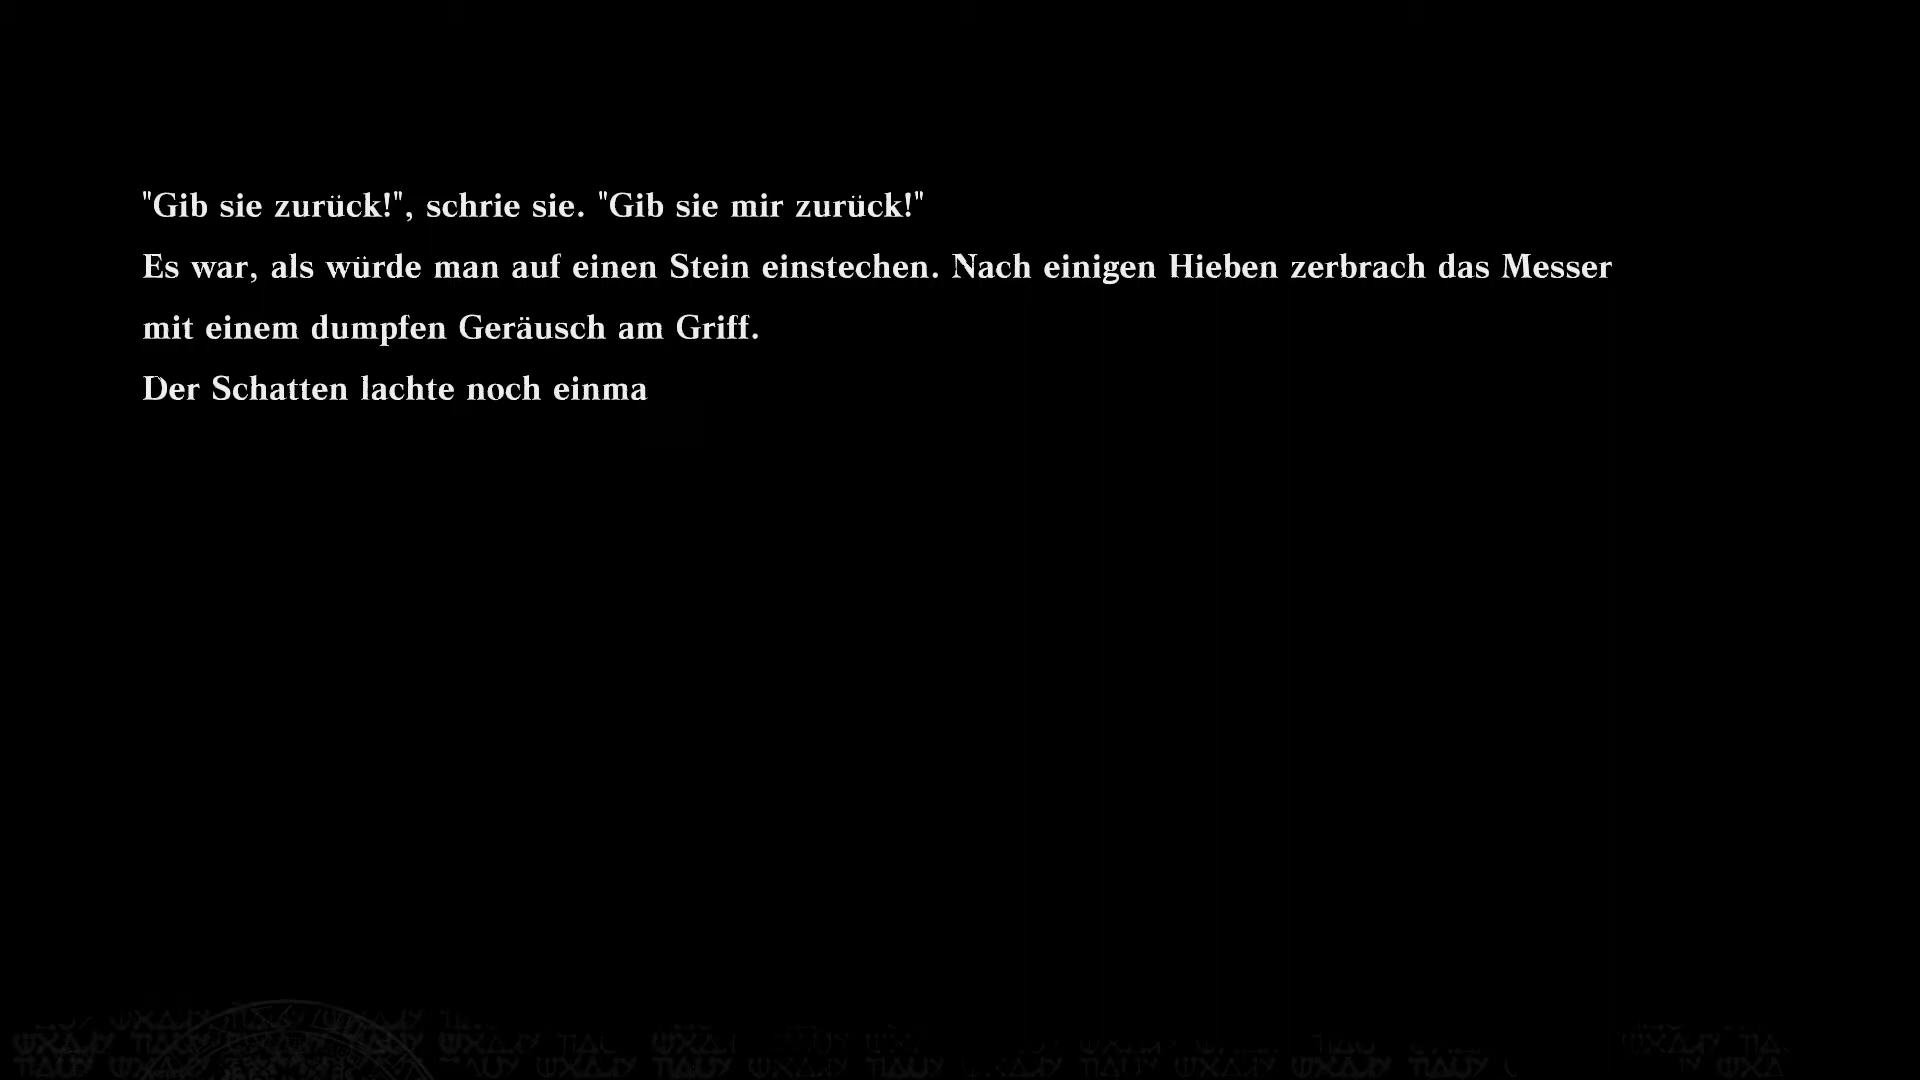 "Gib sie zurück!", schrie sie. "Gib sie mir zurück!"
Es war, als würde man auf einen Stein einstechen. Nach einigen Hieben zerbrach das Messer
mit einem dumpfen Geräusch am Griff.
Der Schatten lachte noch einma